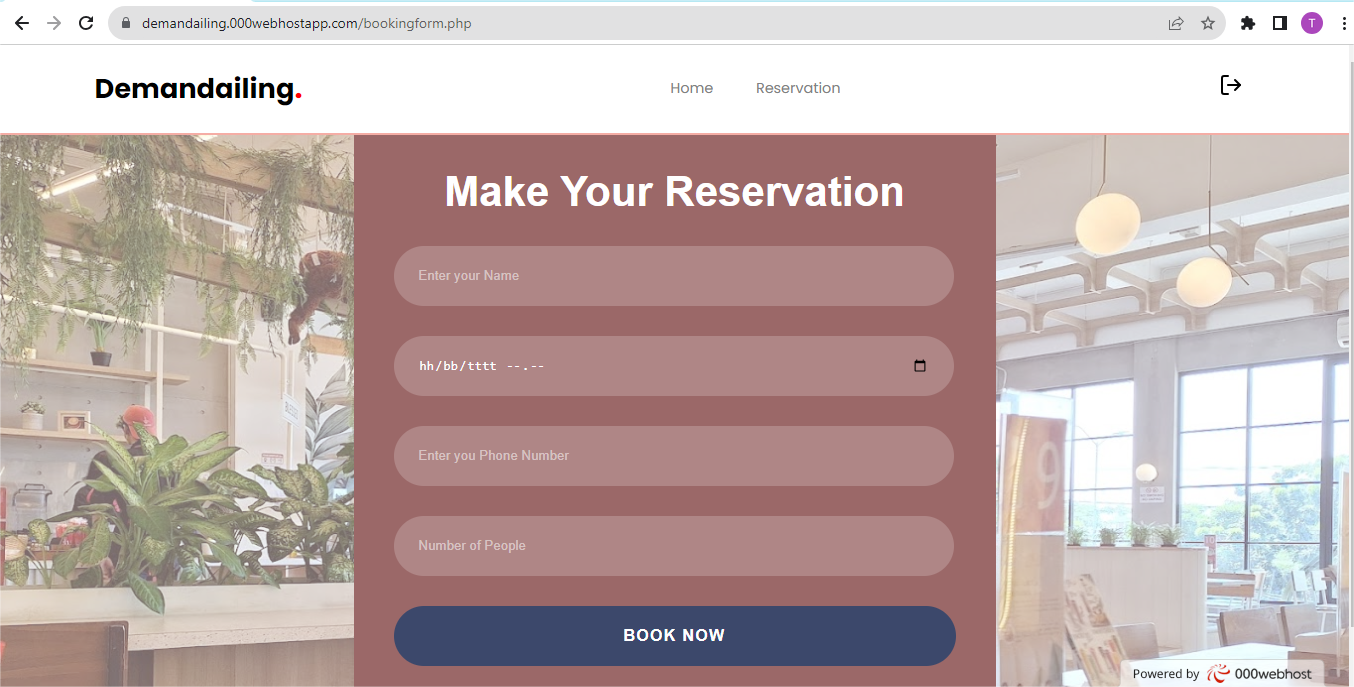 demandailing.000webhostapp.com/bookingform.php
T
Demandailing.
Home
Reservation
Make Your Reservation
Enter your Name
hh/bb/tttt --.--
Enter you Phone Number
Number of People
BOOK NOW
9
Powered by 000webhost